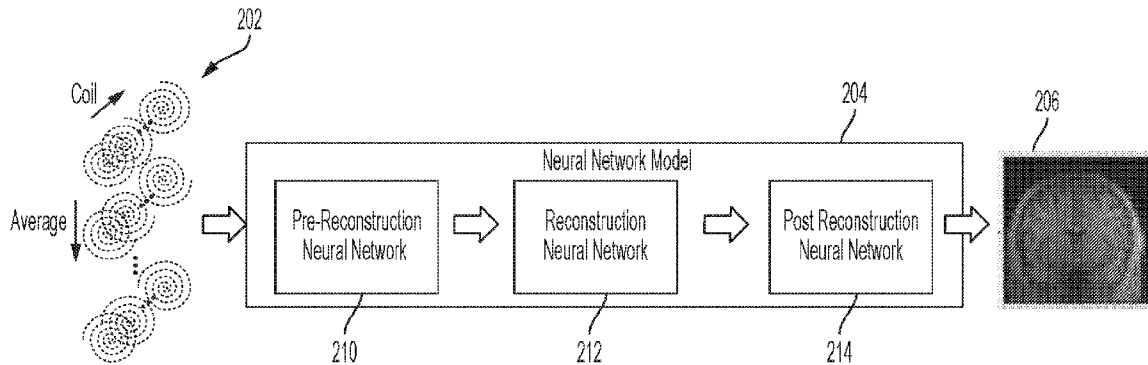 202
Coil
Average
204
206
Neural Network Model
Pre-Reconstruction
Neural Network
Reconstruction
Neural Network
Post Reconstruction
Neural Network
210
212
214